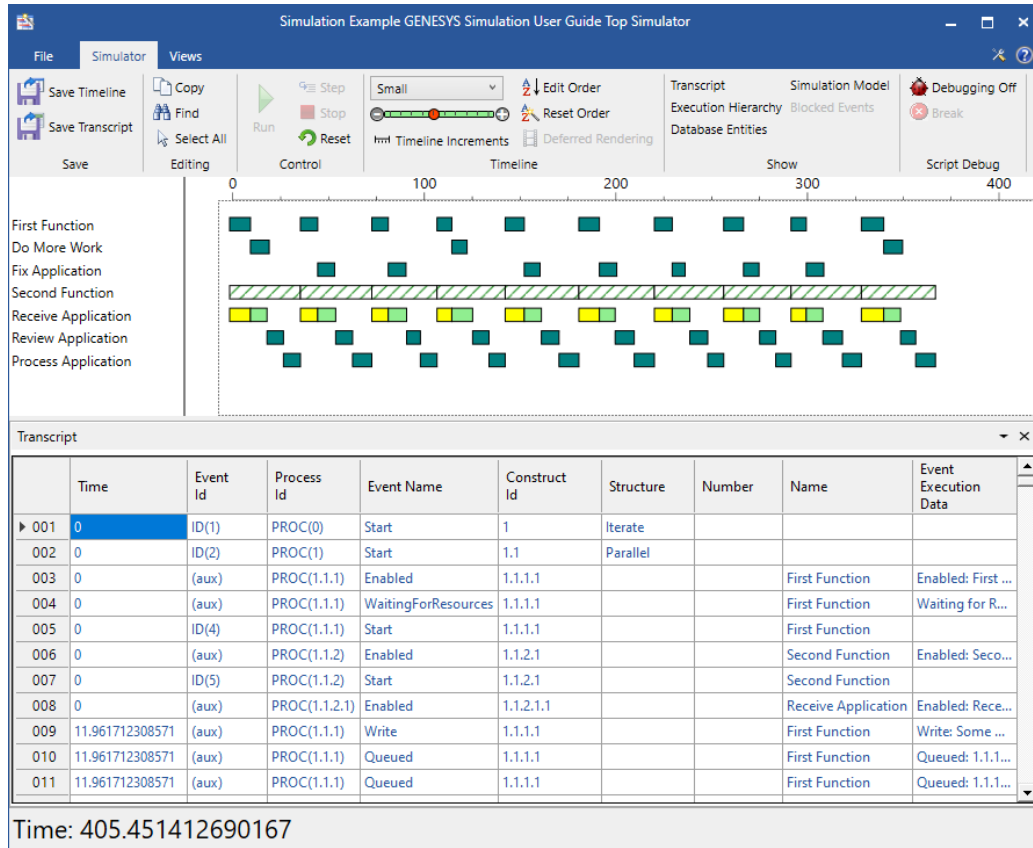 Simulation Example GENESYS Simulation User Guide Top Simulator
File Simulator Views
Save Timeline
Save Transcript
Save
Copy
Find
Select All
Editing
Run
Step
Stop
Reset
Control
Small
Timeline Increments
Edit Order
Reset Order
Deferred Rendering
Timeline
Transcript Simulation Model
Execution Hierarchy Blocked Events
Database Entities
Show
Debugging Off
Break
Script Debug
0 100 200 300 400
First Function
Do More Work
Fix Application
Second Function
Receive Application
Review Application
Process Application
Transcript
Time Event Id Process Id Event Name Construct Id Structure Number Name Event Execution Data
001 0 ID(1) PROC(0) Start 1 Iterate
002 0 ID(2) PROC(1) Start 1.1 Parallel
003 0 (aux) PROC(1.1.1) Enabled 1.1.1.1 First Function Enabled: First ...
004 0 (aux) PROC(1.1.1) WaitingForResources 1.1.1.1 First Function Waiting for R...
005 0 ID(4) PROC(1.1.1) Start 1.1.1.1 First Function
006 0 (aux) PROC(1.1.2) Enabled 1.1.2.1 Second Function Enabled: Seco...
007 0 ID(5) PROC(1.1.2) Start 1.1.2.1 Second Function
008 0 (aux) PROC(1.1.2.1) Enabled 1.1.2.1.1 Receive Application Enabled: Rece...
009 11.961712308571 (aux) PROC(1.1.1) Write 1.1.1.1 First Function Write: Some ...
010 11.961712308571 (aux) PROC(1.1.1) Queued 1.1.1.1 First Function Queued: 1.1.1...
011 11.961712308571 (aux) PROC(1.1.1) Queued 1.1.1.1 First Function Queued: 1.1.1...
Time: 405.451412690167